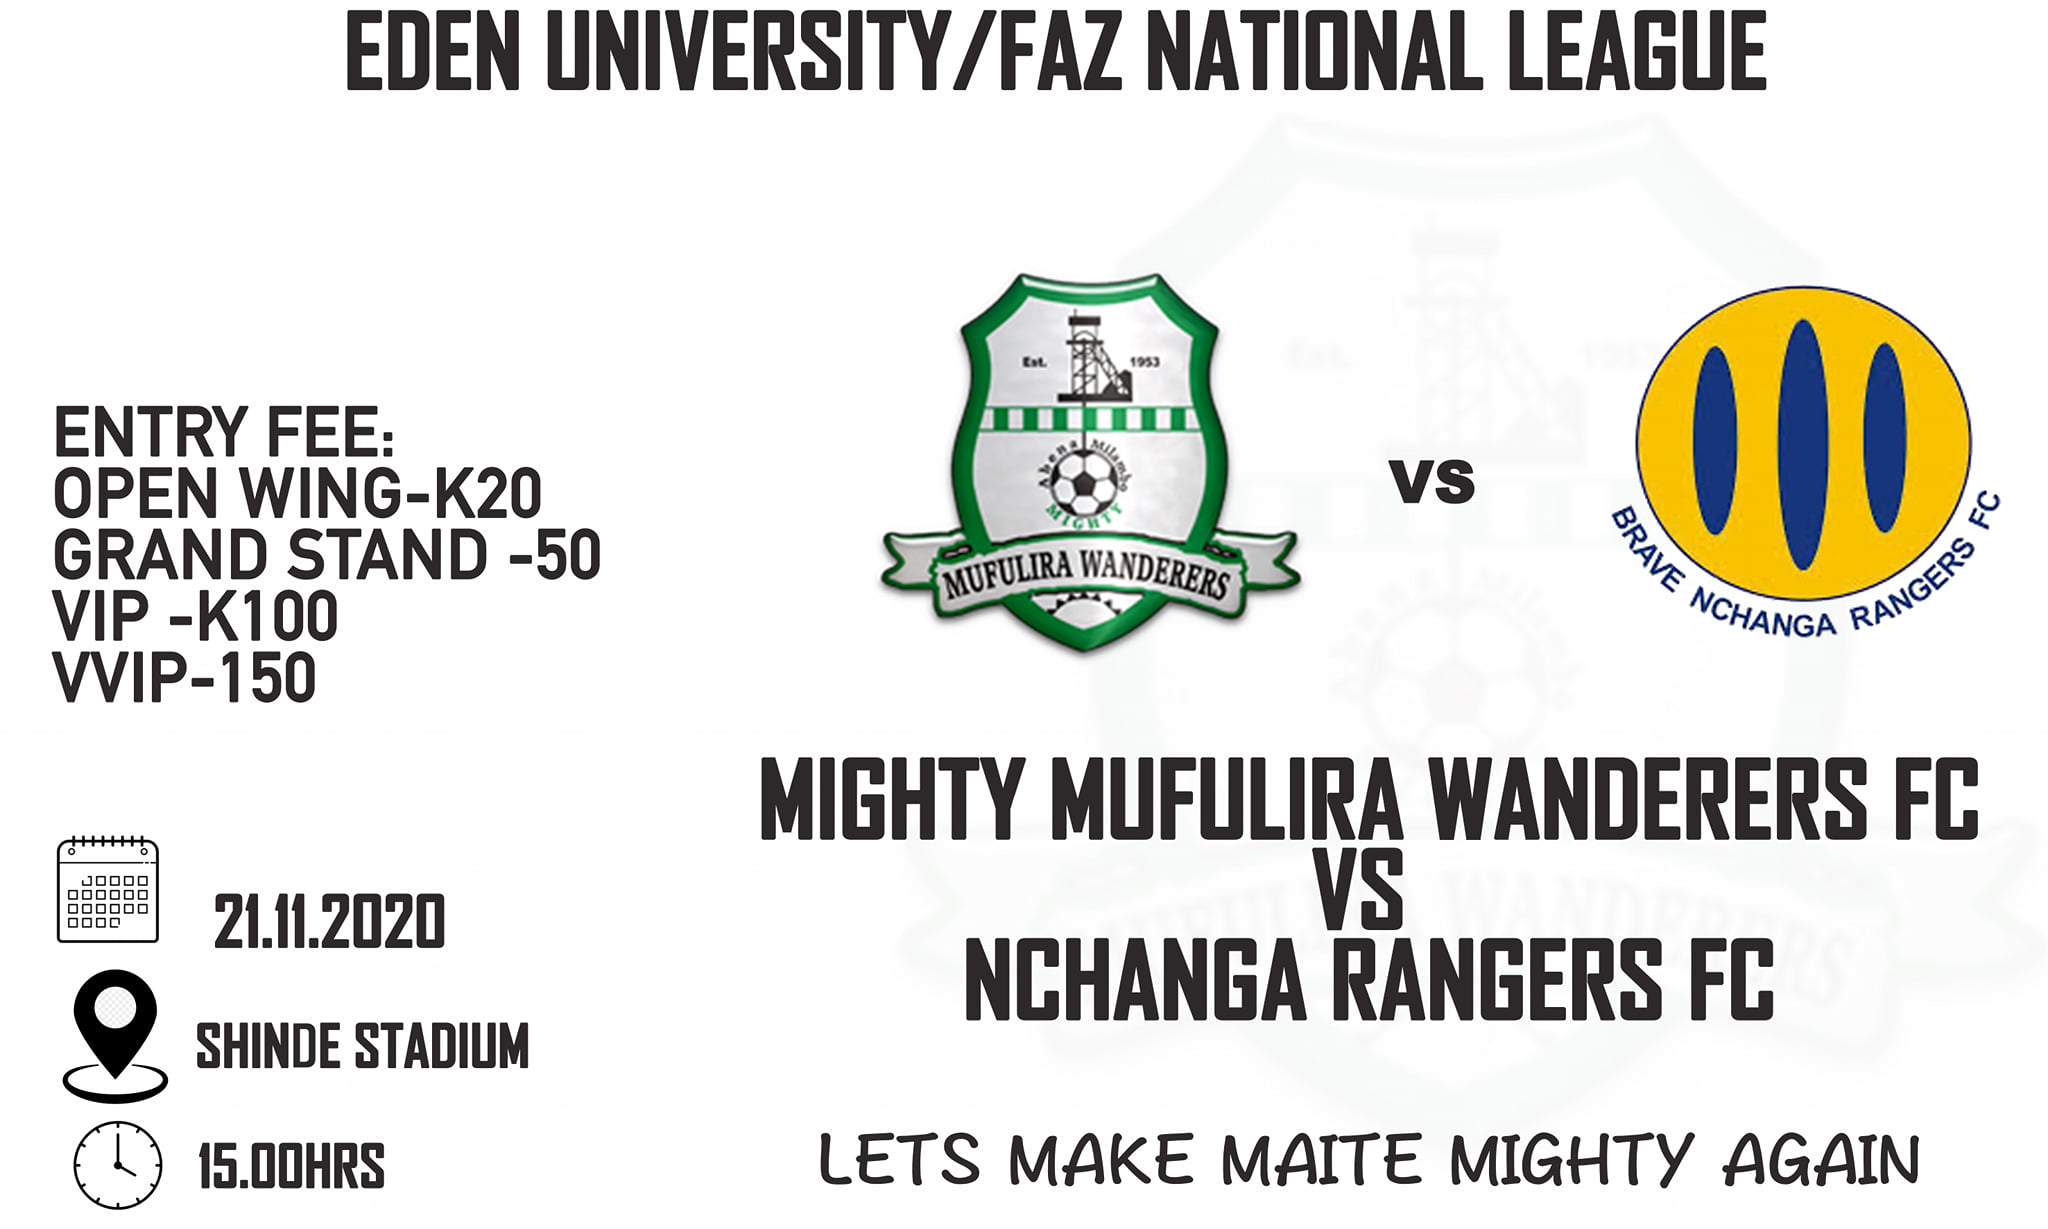 EDEN UNIVERSITY/FAZ NATIONAL LEAGUE
ENTRY FEE:
OPEN WING-K20
GRAND STAND -50
VIP -K100
VVIP-150
Est. 1953
Abena Milambo
MIGHTY
MUFULIRA WANDERERS
vs
BRAVE NCHANGA RANGERS FC
MIGHTY MUFULIRA WANDERERS FC
VS
NCHANGA RANGERS FC
21.11.2020
SHINDE STADIUM
15.00HRS
LETS MAKE MAITE MIGHTY AGAIN